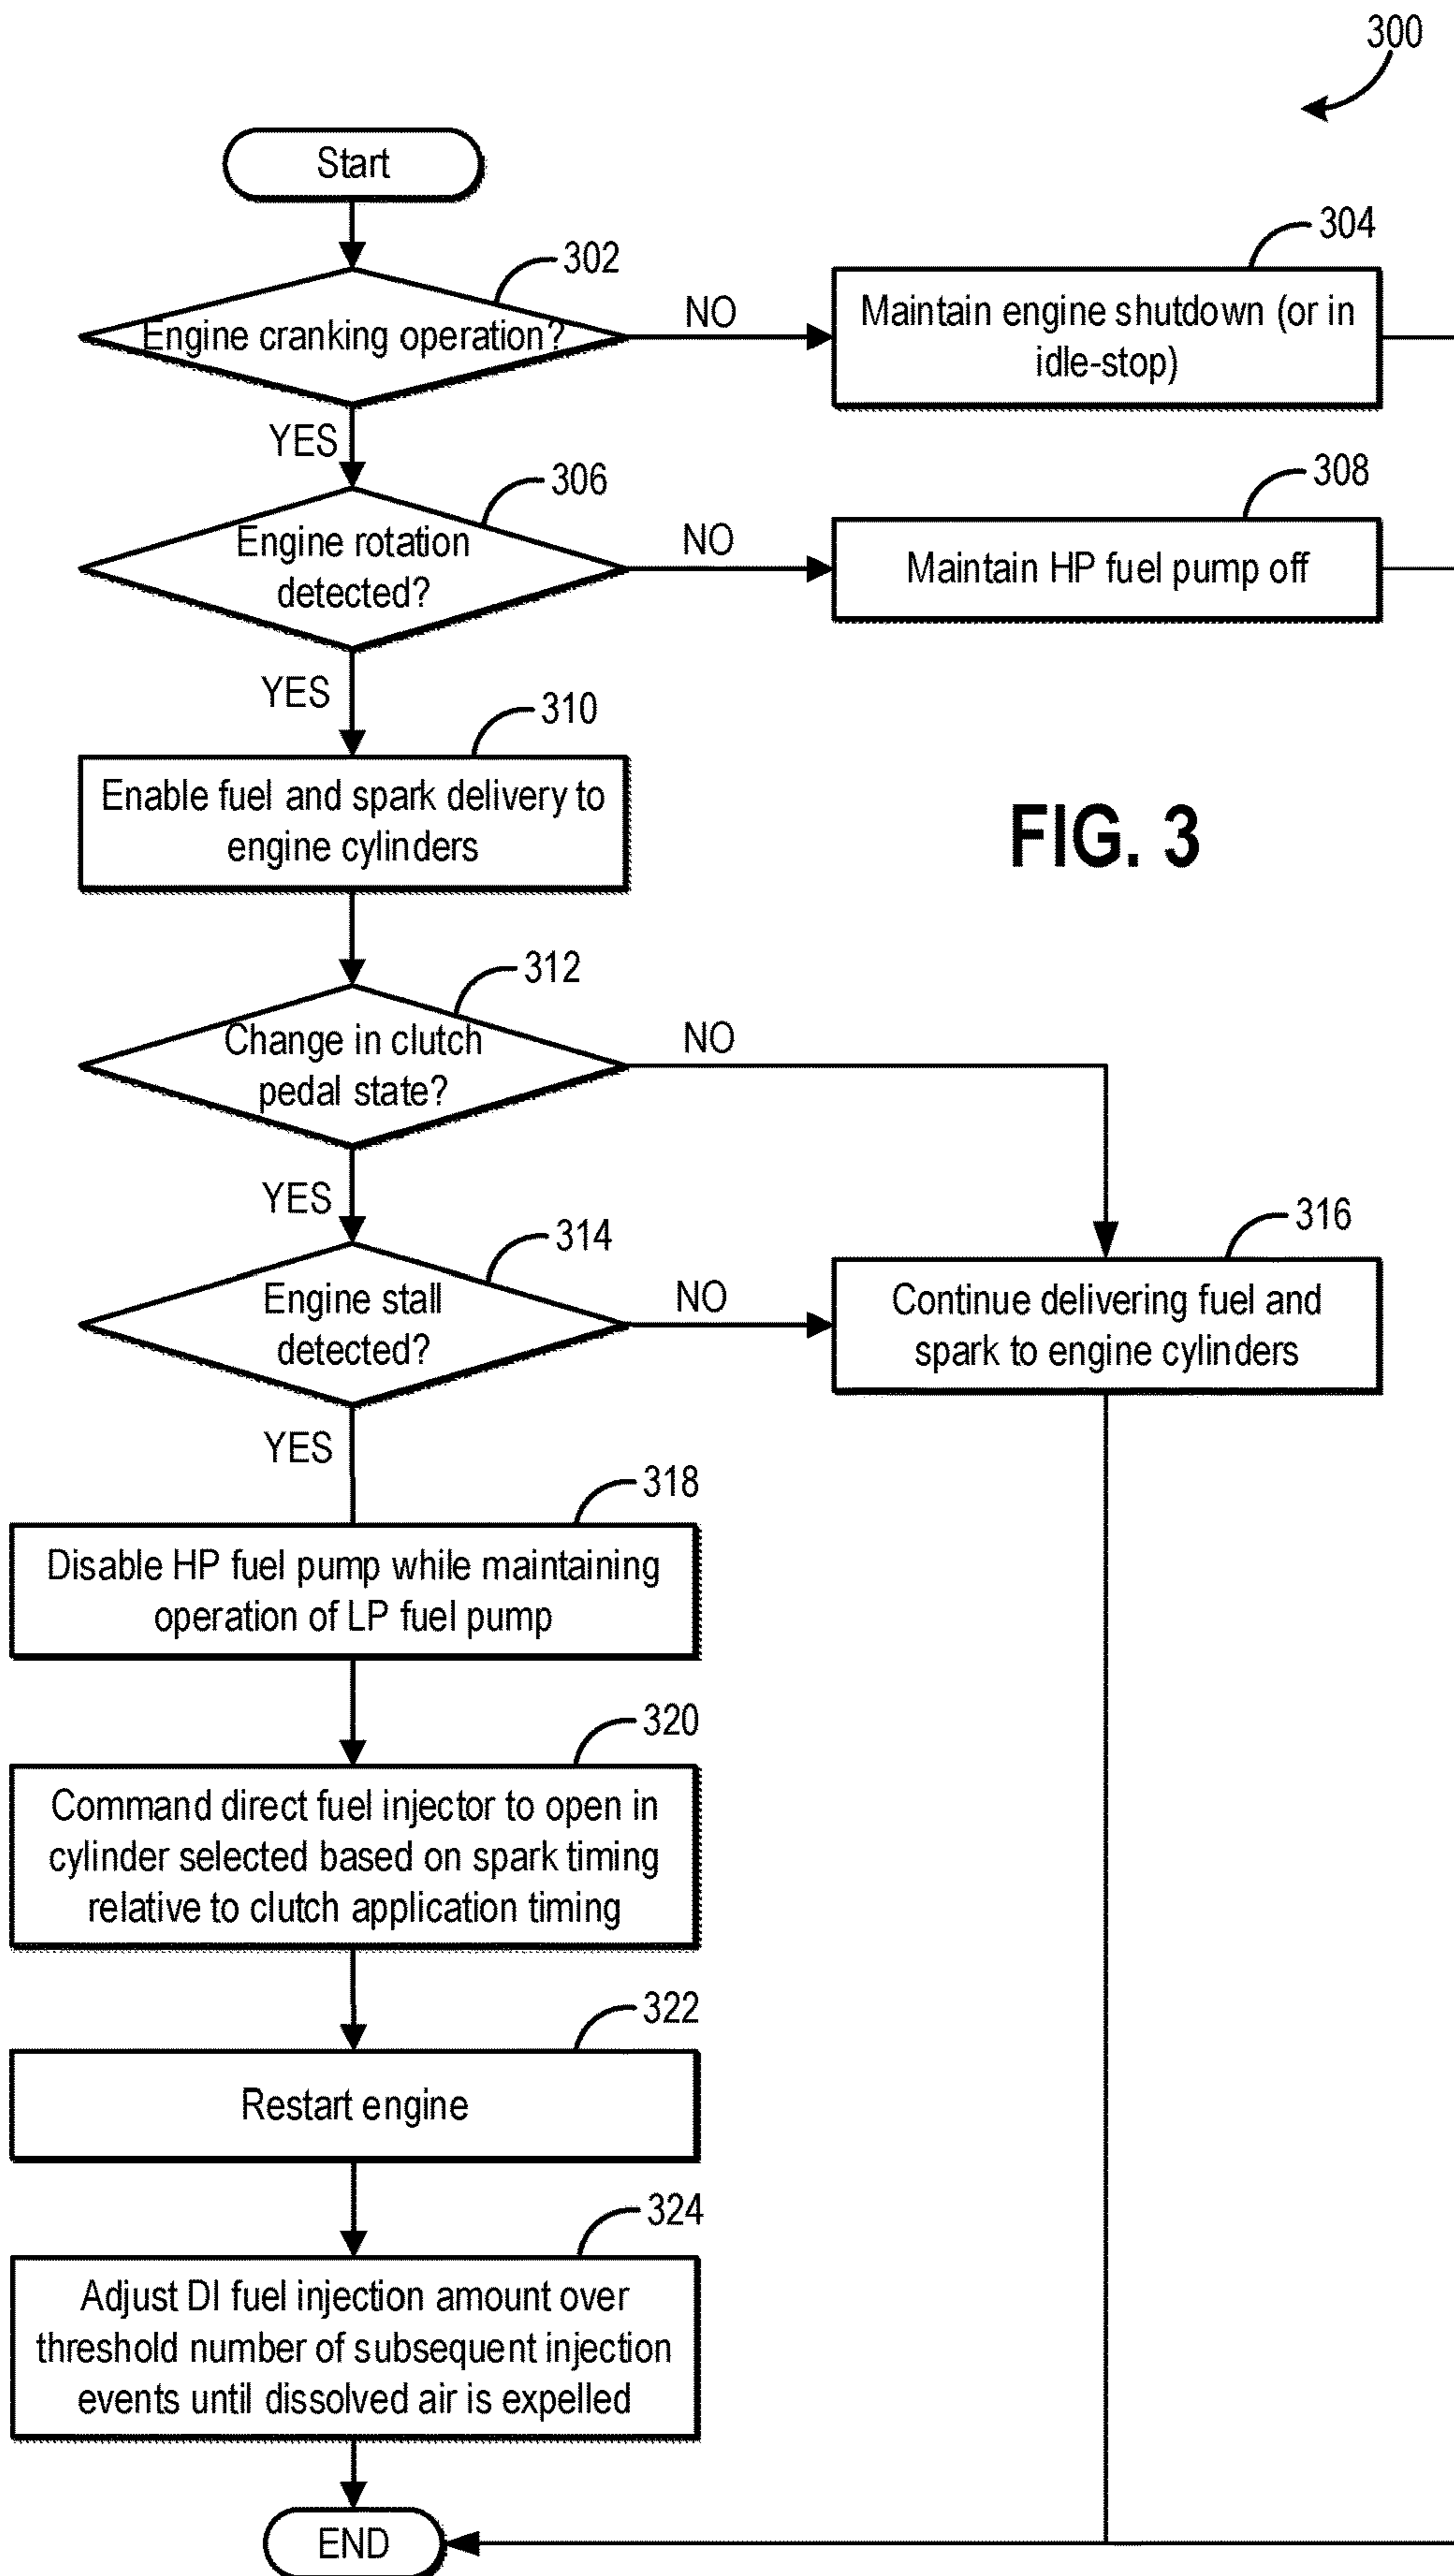 300
Start
302
Engine cranking operation?
NO
304
Maintain engine shutdown (or in
idle-stop)
YES
306
Engine rotation
detected?
NO
308
Maintain HP fuel pump off
YES
310
Enable fuel and spark delivery to
engine cylinders
FIG. 3
312
Change in clutch
pedal state?
NO
YES
314
Engine stall
detected?
NO
316
Continue delivering fuel and
spark to engine cylinders
YES
318
Disable HP fuel pump while maintaining
operation of LP fuel pump
320
Command direct fuel injector to open in
cylinder selected based on spark timing
relative to clutch application timing
322
Restart engine
324
Adjust DI fuel injection amount over
threshold number of subsequent injection
events until dissolved air is expelled
END